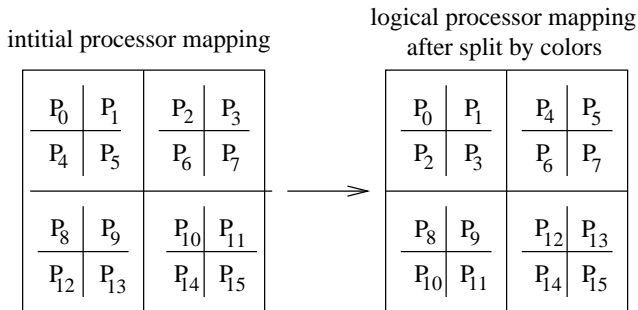 intitial processor mapping
logical processor mapping
after split by colors
P0 P1 P2 P3
P4 P5 P6 P7
P8 P9 P10 P11
P12 P13 P14 P15
P0 P1 P4 P5
P2 P3 P6 P7
P8 P9 P12 P13
P10 P11 P14 P15